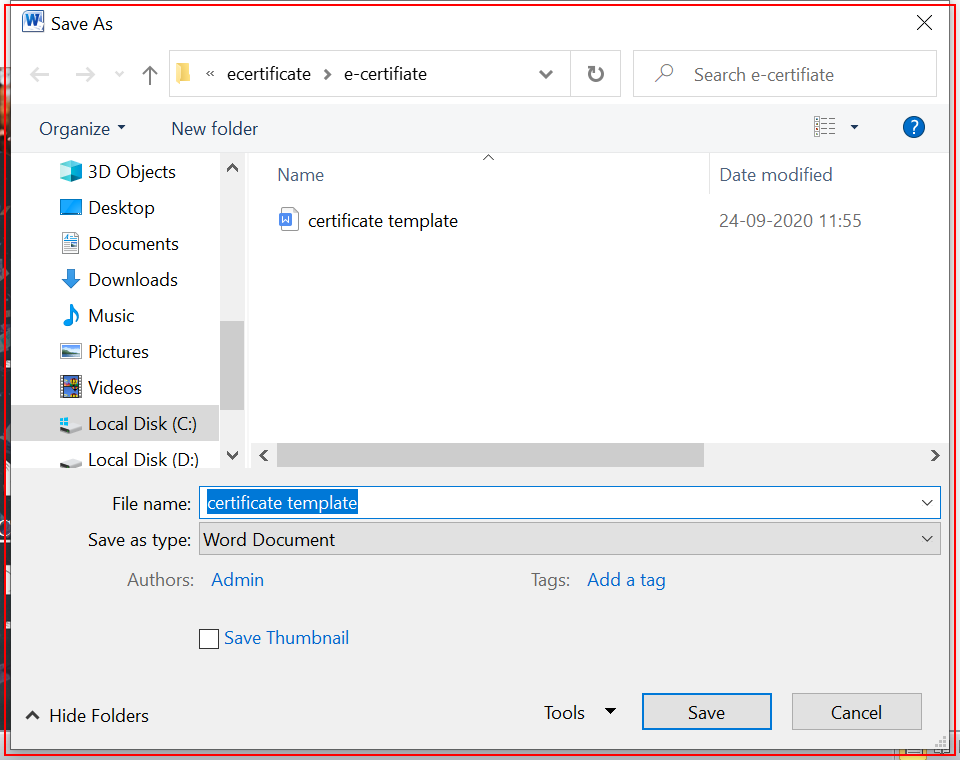 Save As
« ecertificate > e-certifiate
Search e-certifiate
Organize
New folder
?
3D Objects
Desktop
Documents
Downloads
Music
Pictures
Videos
Local Disk (C:)
Local Disk (D:)
Name
Date modified
certificate template
24-09-2020 11:55
File name: certificate template
Save as type: Word Document
Authors: Admin
Tags: Add a tag
Save Thumbnail
Hide Folders
Tools
Save
Cancel